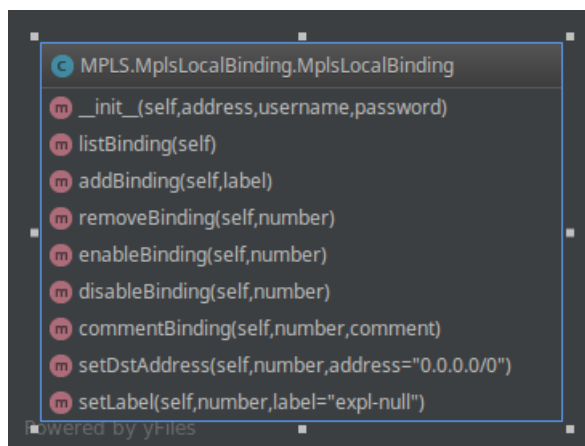 C MPLS.MplsLocalBinding.MplsLocalBinding
m __init__(self,address,username,password)
m listBinding(self)
m addBinding(self,label)
m removeBinding(self,number)
m enableBinding(self,number)
m disableBinding(self,number)
m commentBinding(self,number,comment)
m setDstAddress(self,number,address="0.0.0.0/0")
m setLabel(self,number,label="expl-null")
Powered by yFiles